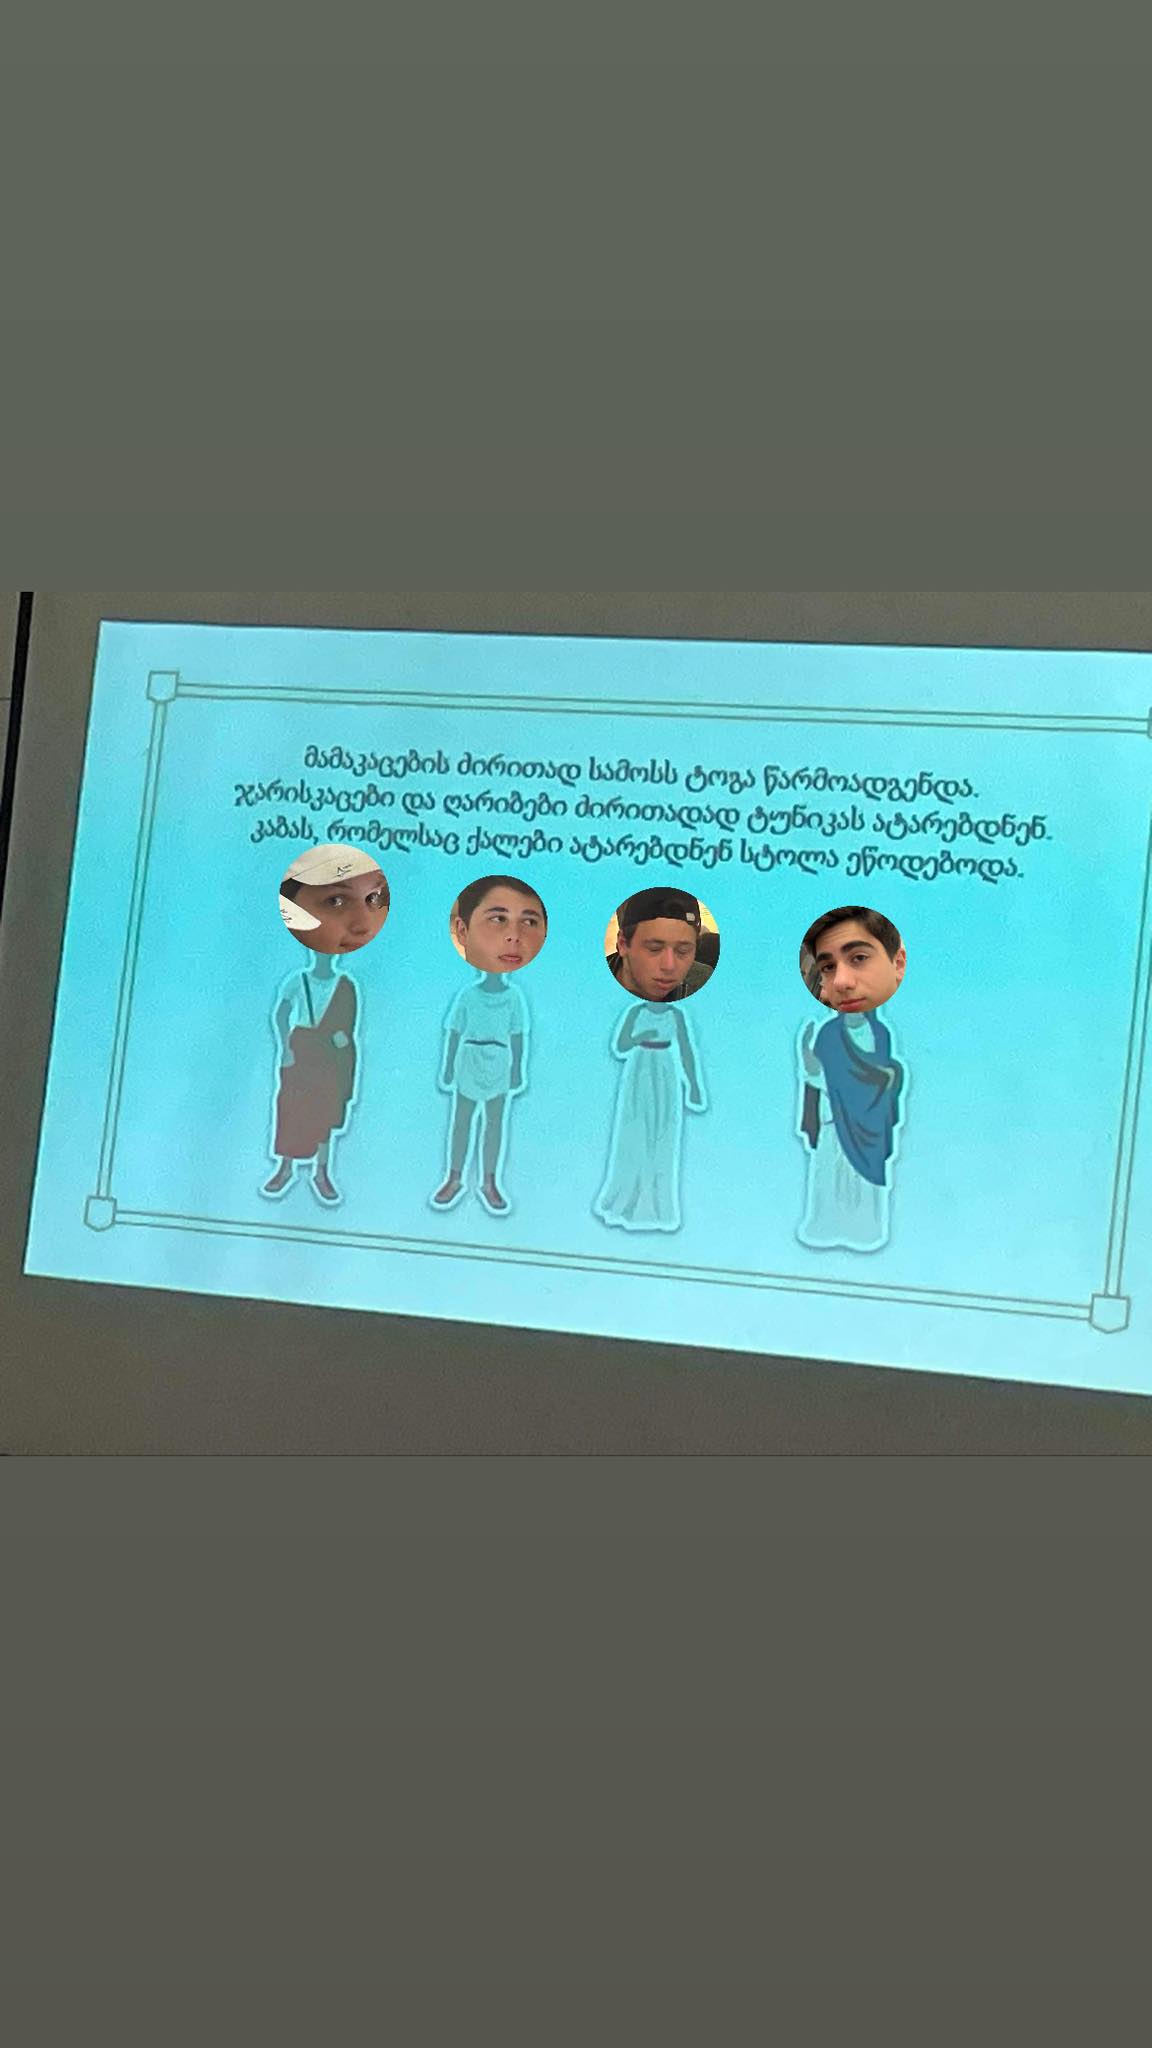 მამაკაცების ძირითად სამოსს ტოგა წარმოადგენდა.
ჯარისკაცები და ღარიბები ძირითადად ტუნიკას ატარებდნენ.
კაბას, რომელსაც ქალები ატარებდნენ სტოლა ეწოდებოდა.